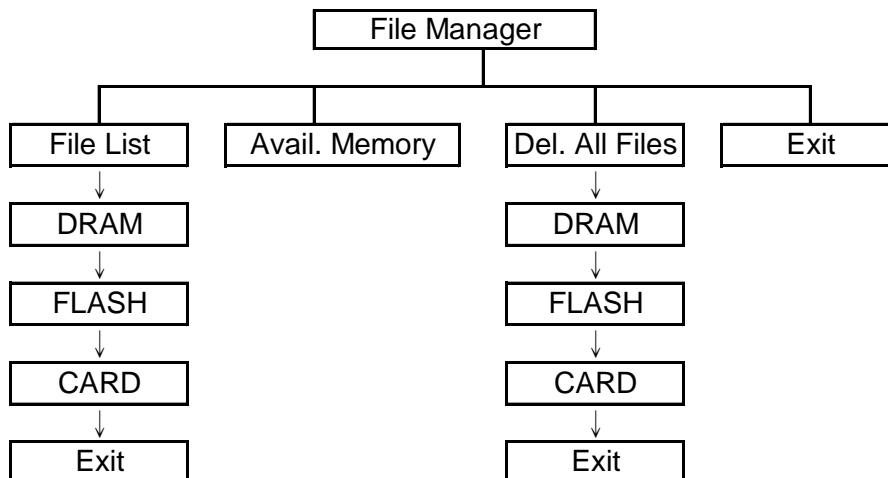 File Manager
File List
Avail. Memory
Del. All Files
Exit
DRAM
DRAM
FLASH
FLASH
CARD
CARD
Exit
Exit